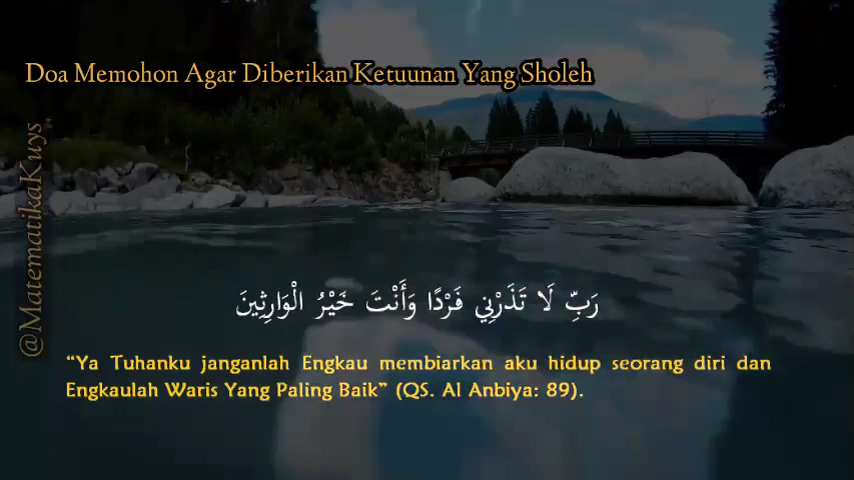 Doa Memohon Agar Diberikan Ketuunan Yang Sholeh
@MatematikaKuys
رَبِّ لَا تَذَرْنِي فَرْدًا وَأَنْتَ خَيْرُ الْوَارِثِينَ
“Ya Tuhanku janganlah Engkau membiarkan aku hidup seorang diri dan
Engkaulah Waris Yang Paling Baik” (QS. Al Anbiya: 89).